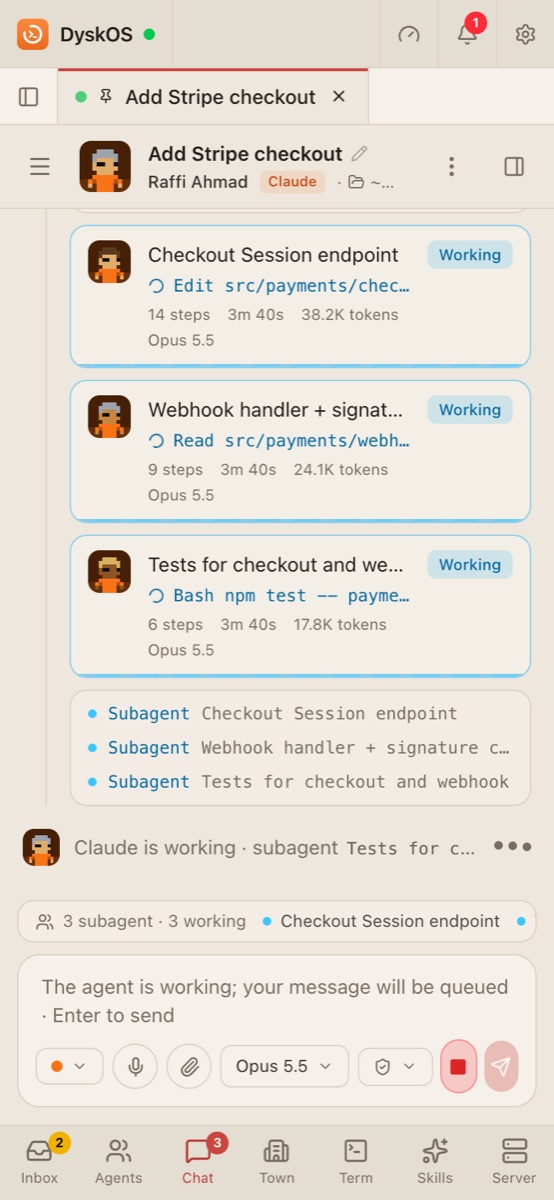 DyskOS
1
Add Stripe checkout
Add Stripe checkout
Raffi Ahmad Claude · ~...
Checkout Session endpoint Working
Edit src/payments/chec…
14 steps 3m 40s 38.2K tokens
Opus 5.5
Webhook handler + signat... Working
Read src/payments/webh…
9 steps 3m 40s 24.1K tokens
Opus 5.5
Tests for checkout and we... Working
Bash npm test -- payme…
6 steps 3m 40s 17.8K tokens
Opus 5.5
Subagent Checkout Session endpoint
Subagent Webhook handler + signature c…
Subagent Tests for checkout and webhook
Claude is working · subagent Tests for c…
3 subagent · 3 working Checkout Session endpoint
The agent is working; your message will be queued
· Enter to send
Opus 5.5
2 3
Inbox Agents Chat Town Term Skills Server